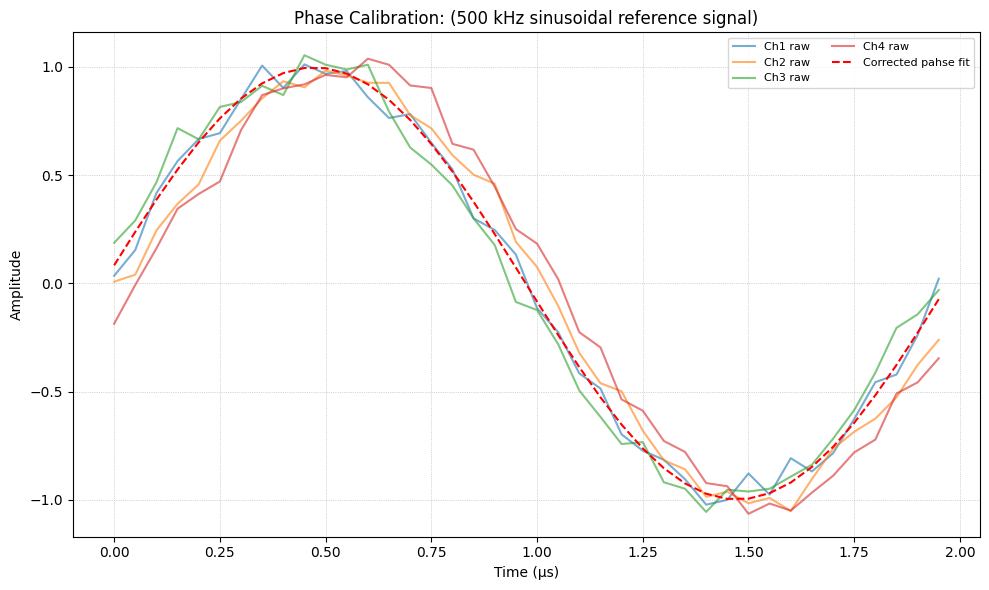 Phase Calibration: (500 kHz sinusoidal reference signal)
Ch1 raw
Ch2 raw
Ch3 raw
Ch4 raw
Corrected pahse fit
1.0
0.5
0.0
−0.5
−1.0
Amplitude
0.00 0.25 0.50 0.75 1.00 1.25 1.50 1.75 2.00
Time (µs)